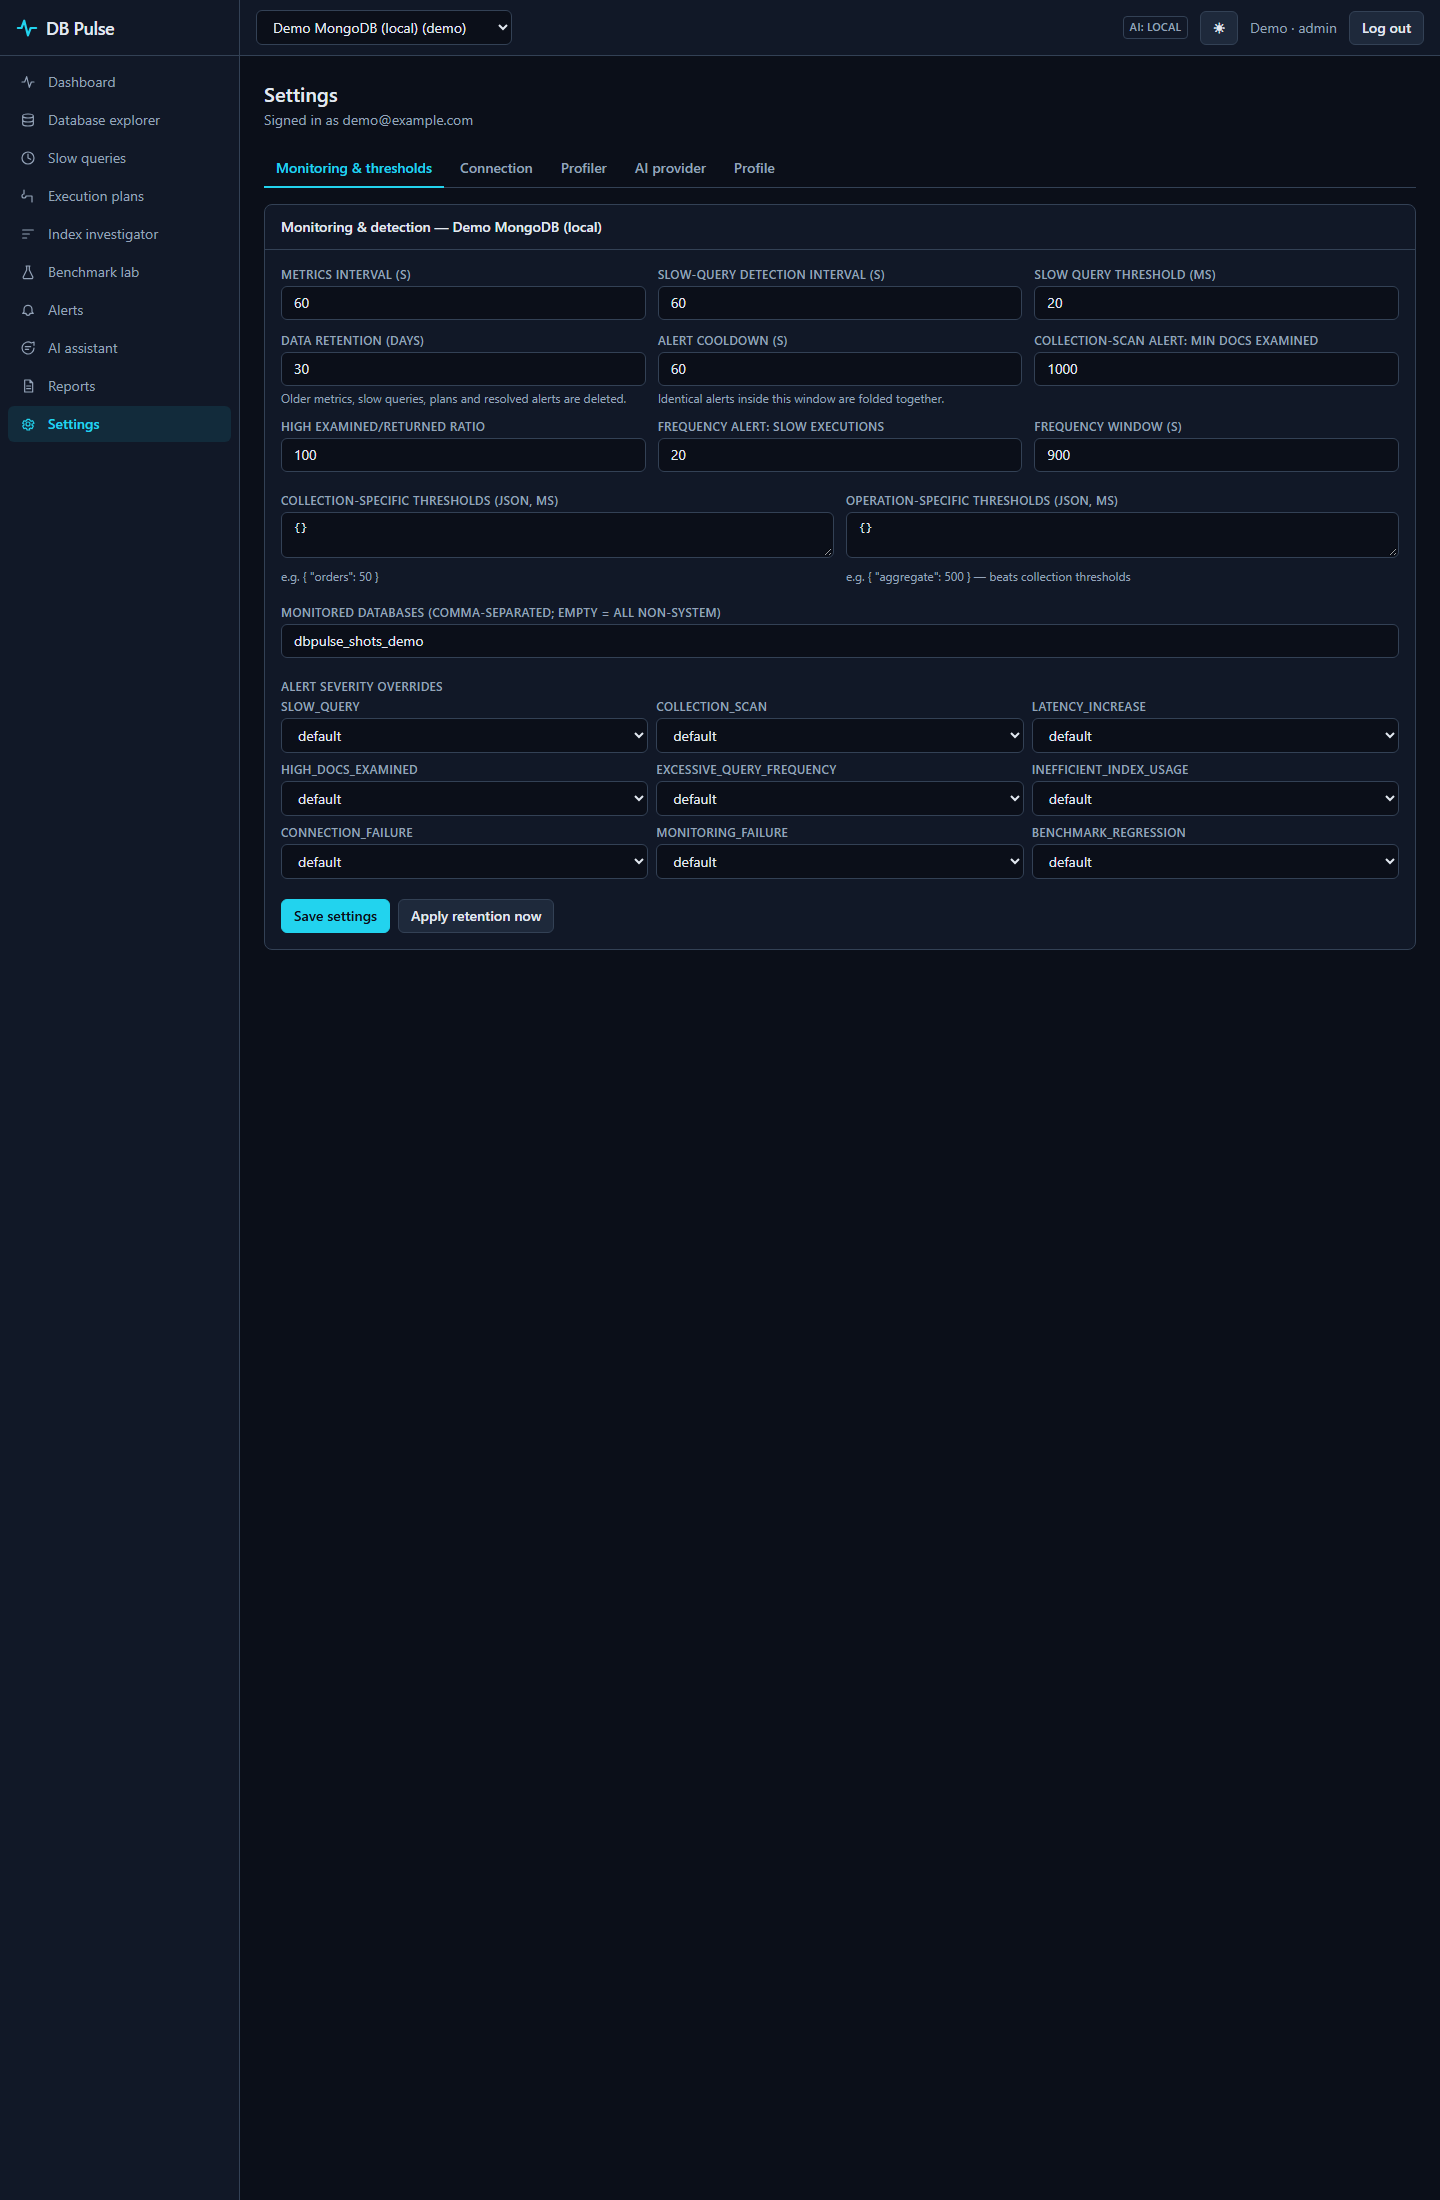 DB Pulse
Demo MongoDB (local) (demo)
AI: LOCAL
Demo · admin
Log out
Dashboard
Database explorer
Slow queries
Execution plans
Index investigator
Benchmark lab
Alerts
AI assistant
Reports
Settings
Settings
Signed in as demo@example.com
Monitoring & thresholds Connection Profiler AI provider Profile
Monitoring & detection — Demo MongoDB (local)
METRICS INTERVAL (S) SLOW-QUERY DETECTION INTERVAL (S) SLOW QUERY THRESHOLD (MS)
60 60 20
DATA RETENTION (DAYS) ALERT COOLDOWN (S) COLLECTION-SCAN ALERT: MIN DOCS EXAMINED
30 60 1000
Older metrics, slow queries, plans and resolved alerts are deleted. Identical alerts inside this window are folded together.
HIGH EXAMINED/RETURNED RATIO FREQUENCY ALERT: SLOW EXECUTIONS FREQUENCY WINDOW (S)
100 20 900
COLLECTION-SPECIFIC THRESHOLDS (JSON, MS) OPERATION-SPECIFIC THRESHOLDS (JSON, MS)
{} {}
e.g. { "orders": 50 } e.g. { "aggregate": 500 } — beats collection thresholds
MONITORED DATABASES (COMMA-SEPARATED; EMPTY = ALL NON-SYSTEM)
dbpulse_shots_demo
ALERT SEVERITY OVERRIDES
SLOW_QUERY COLLECTION_SCAN LATENCY_INCREASE
default default default
HIGH_DOCS_EXAMINED EXCESSIVE_QUERY_FREQUENCY INEFFICIENT_INDEX_USAGE
default default default
CONNECTION_FAILURE MONITORING_FAILURE BENCHMARK_REGRESSION
default default default
Save settings Apply retention now